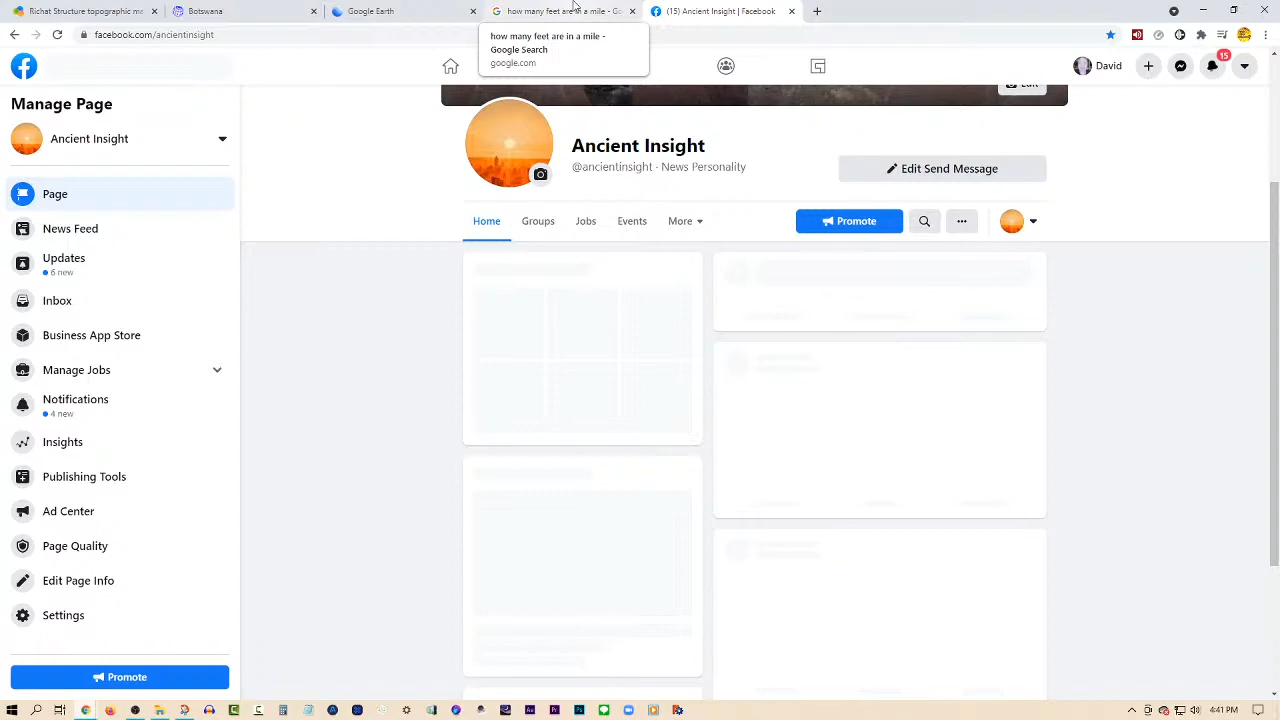 Richat Structure topographic m
Botswana
Google Earth
how many feet are in a mile - Go
(15) Ancient Insight | Facebook
facebook.com/ancientinsight
how many feet are in a mile -
Google Search
google.com
15
David
Manage Page
Ancient Insight
Page
News Feed
Updates
6 new
Inbox
Business App Store
Manage Jobs
Notifications
4 new
Insights
Publishing Tools
Ad Center
Page Quality
Edit Page Info
Settings
Promote
Edit
Ancient Insight
@ancientinsight · News Personality
Edit Send Message
Home
Groups
Jobs
Events
More
Promote
4:41 PM